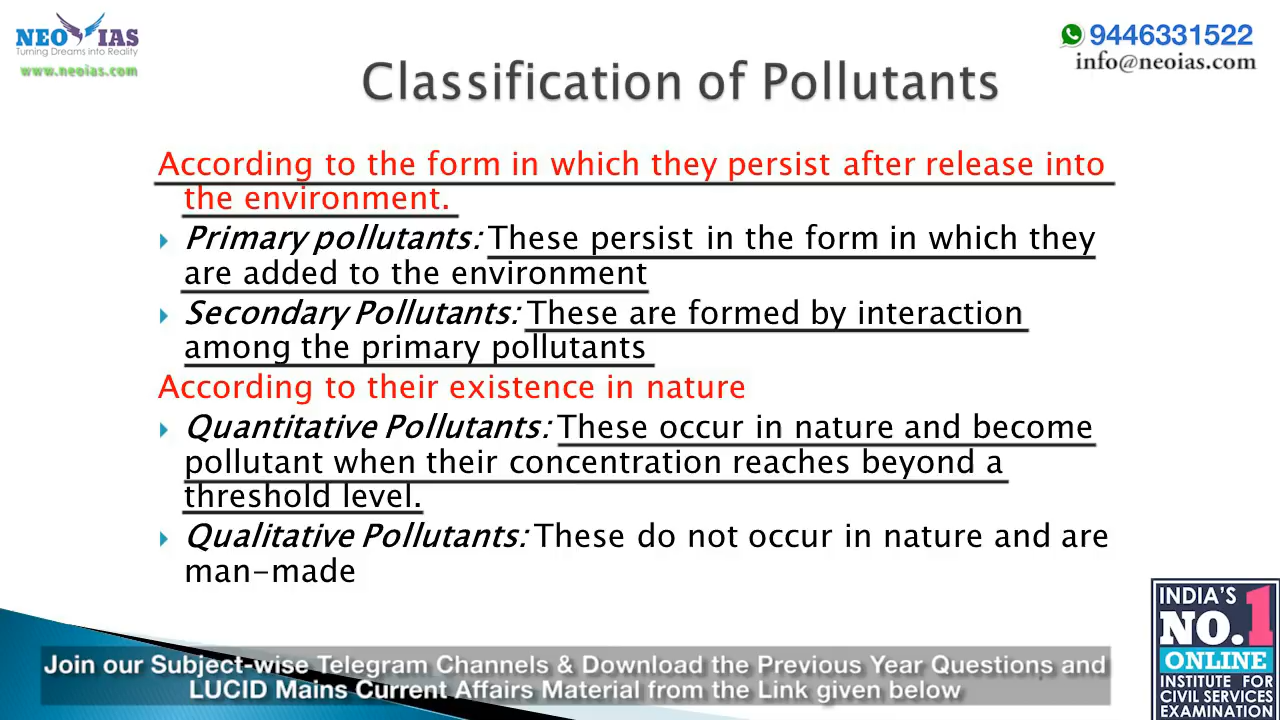 NEO IAS
Turning Dreams into Reality
www.neoias.com
9446331522
info@neoias.com
Classification of Pollutants
According to the form in which they persist after release into
the environment.
Primary pollutants: These persist in the form in which they
are added to the environment
Secondary Pollutants: These are formed by interaction
among the primary pollutants
According to their existence in nature
Quantitative Pollutants: These occur in nature and become
pollutant when their concentration reaches beyond a
threshold level.
Qualitative Pollutants: These do not occur in nature and are
man-made
INDIA'S
NO.1
ONLINE
INSTITUTE FOR
CIVIL SERVICES
EXAMINATION
Join our Subject-wise Telegram Channels & Download the Previous Year Questions and
LUCID Mains Current Affairs Material from the Link given below